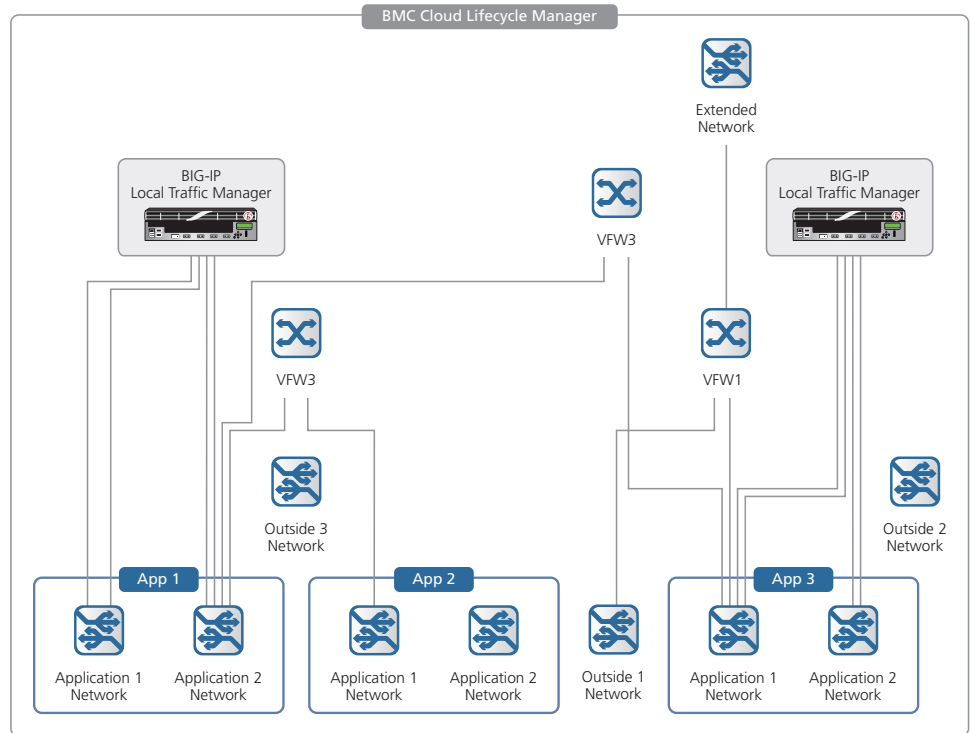 BMC Cloud Lifecycle Manager
Extended
Network
BIG-IP
Local Traffic Manager
VFW3
BIG-IP
Local Traffic Manager
VFW3
VFW1
Outside 3
Network
Outside 2
Network
App 1
Application 1
Network
Application 2
Network
App 2
Application 1
Network
Application 2
Network
Outside 1
Network
App 3
Application 1
Network
Application 2
Network